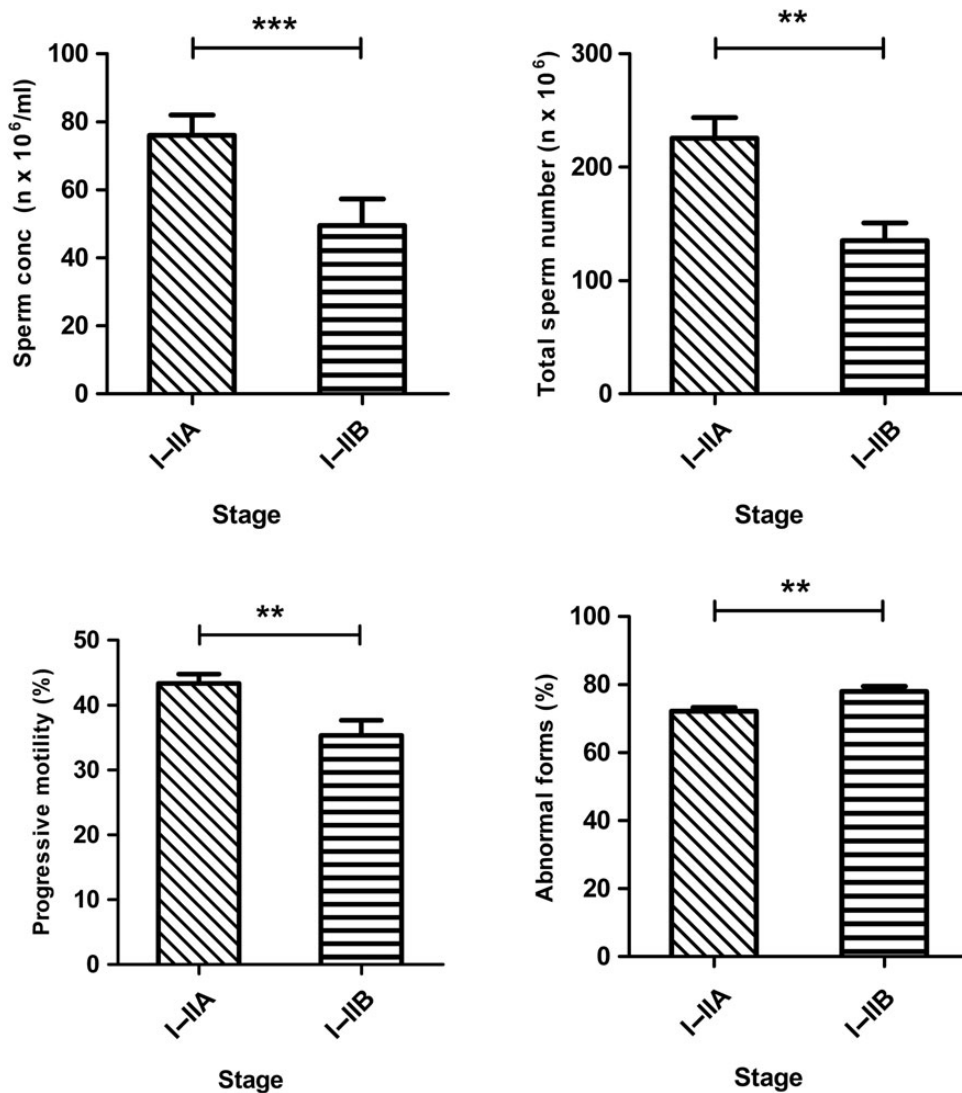 ***
Sperm conc (n x 10⁶/ml)
100
80
60
40
20
0
I–IIA
I–IIB
Stage
**
Total sperm number (n x 10⁶)
300
200
100
0
I–IIA
I–IIB
Stage
**
Progressive motility (%)
50
40
30
20
10
0
I–IIA
I–IIB
Stage
**
Abnormal forms (%)
100
80
60
40
20
0
I–IIA
I–IIB
Stage